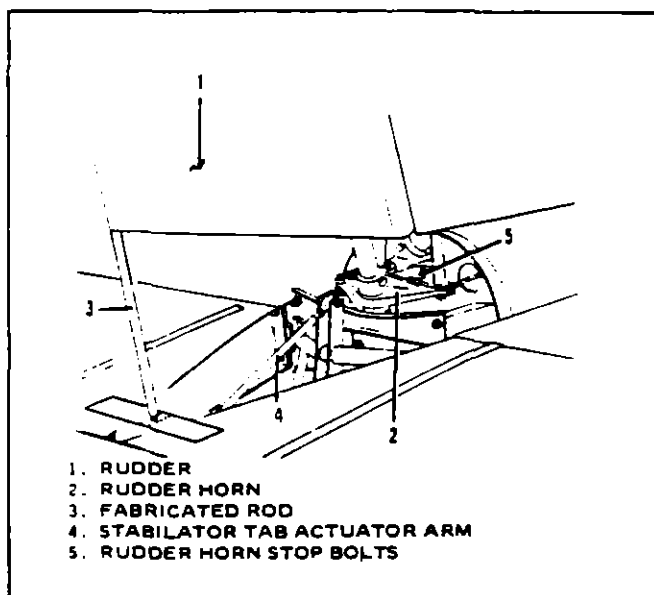 1
5
3
4
2
1. RUDDER
2. RUDDER HORN
3. FABRICATED ROD
4. STABILATOR TAB ACTUATOR ARM
5. RUDDER HORN STOP BOLTS